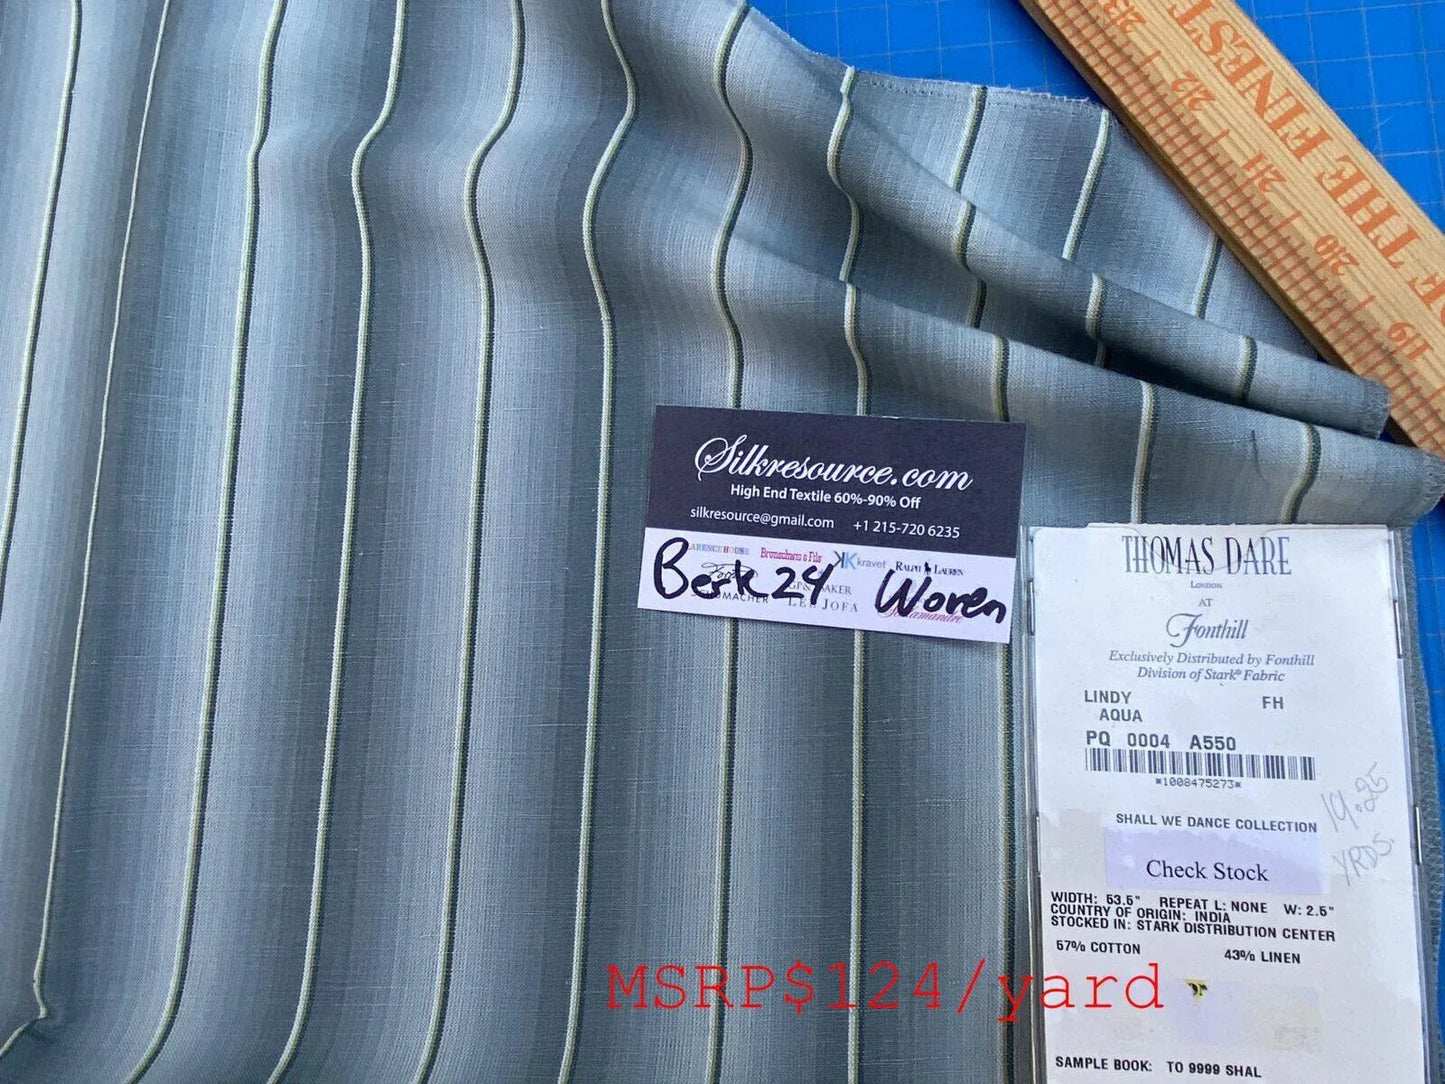 THE FINEST
23
22
21
20
19
Silkresource.com
High End Textile 60%-90% Off
silkresource@gmail.com +1 215-720 6235
Brunschwig & Fils kravet RALPH LAUREN
LEE JOFA
Berk24 Woven
THOMAS DARE
LONDON
AT
Fonthill
Exclusively Distributed by Fonthill
Division of Stark® Fabric
LINDY FH
AQUA
PQ 0004 A550
*1008475273*
19.25
YRDS.
SHALL WE DANCE COLLECTION
Check Stock
WIDTH: 53.5" REPEAT L: NONE W: 2.5"
COUNTRY OF ORIGIN: INDIA
STOCKED IN: STARK DISTRIBUTION CENTER
57% COTTON 43% LINEN
MSRP$124/yard
SAMPLE BOOK: TO 9999 SHAL